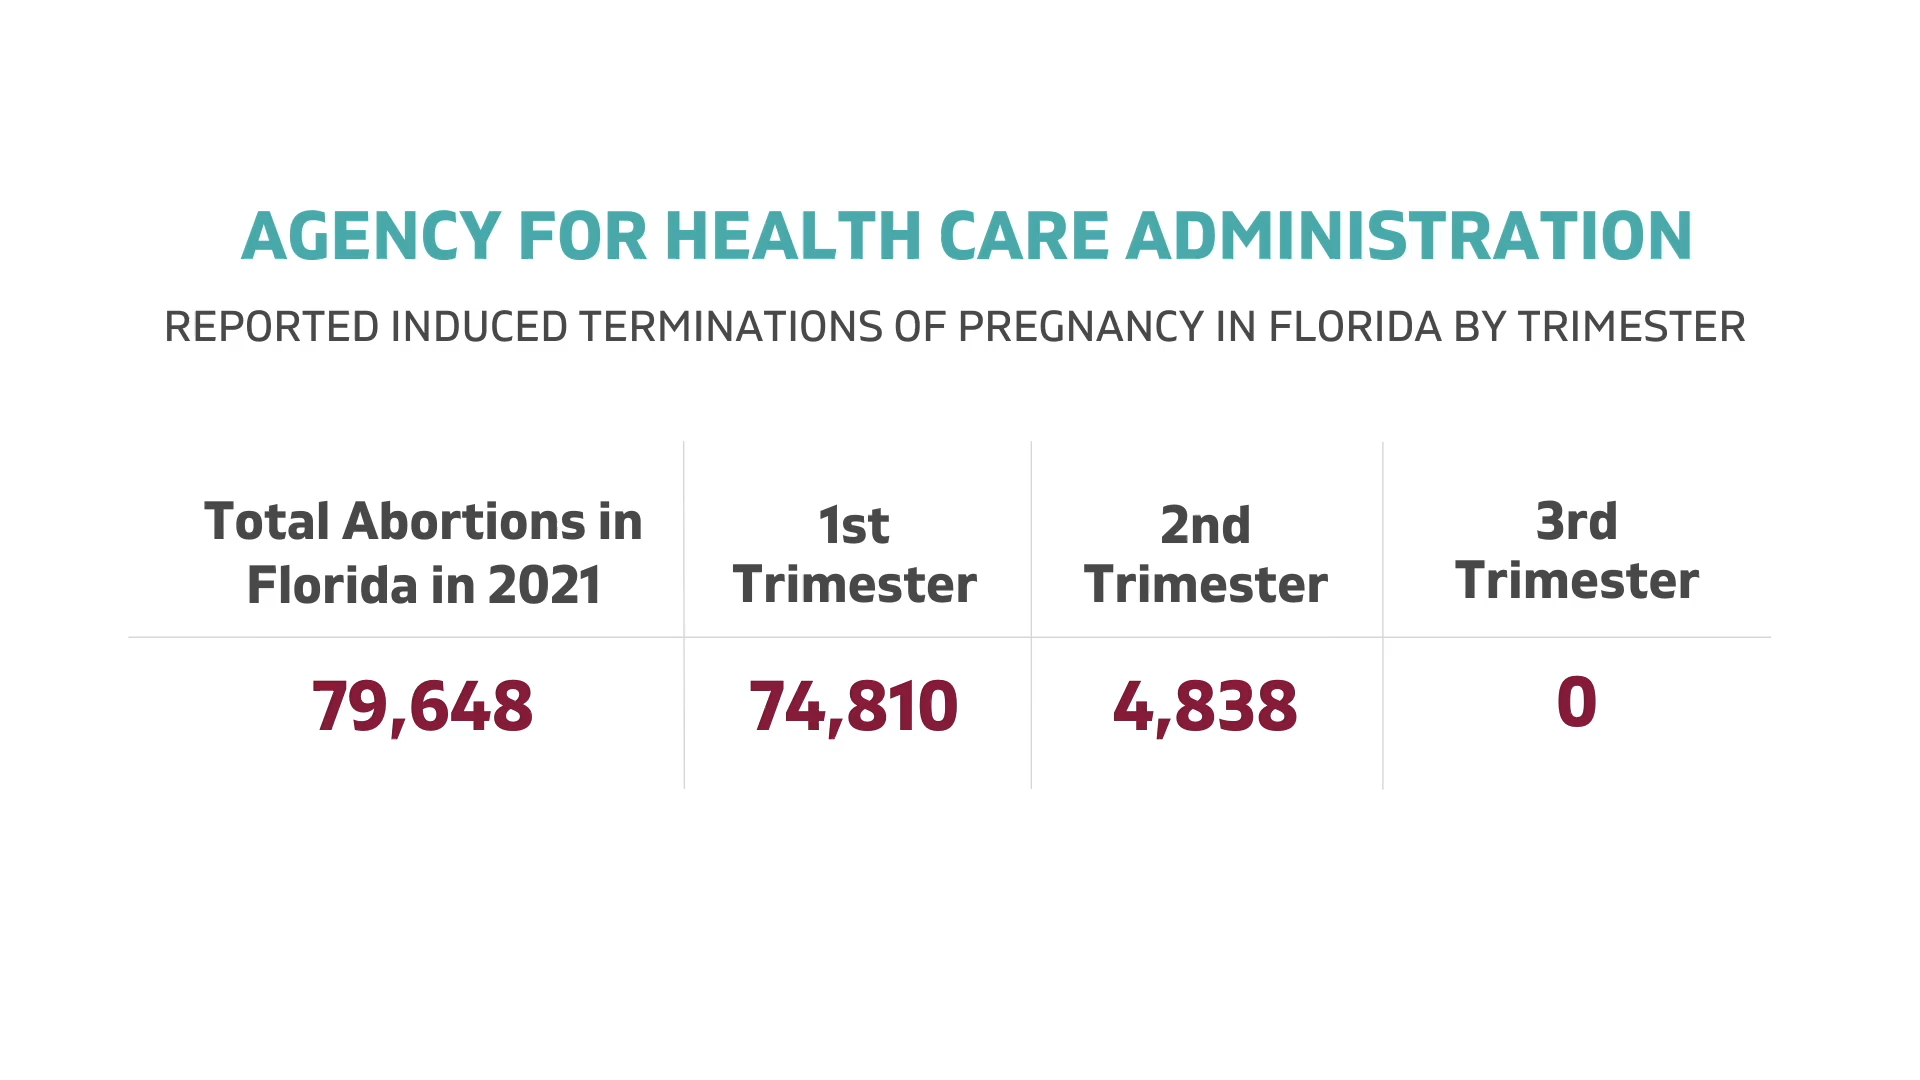 AGENCY FOR HEALTH CARE ADMINISTRATION
REPORTED INDUCED TERMINATIONS OF PREGNANCY IN FLORIDA BY TRIMESTER
Total Abortions in
Florida in 2021
1st
Trimester
2nd
Trimester
3rd
Trimester
79,648
74,810
4,838
0